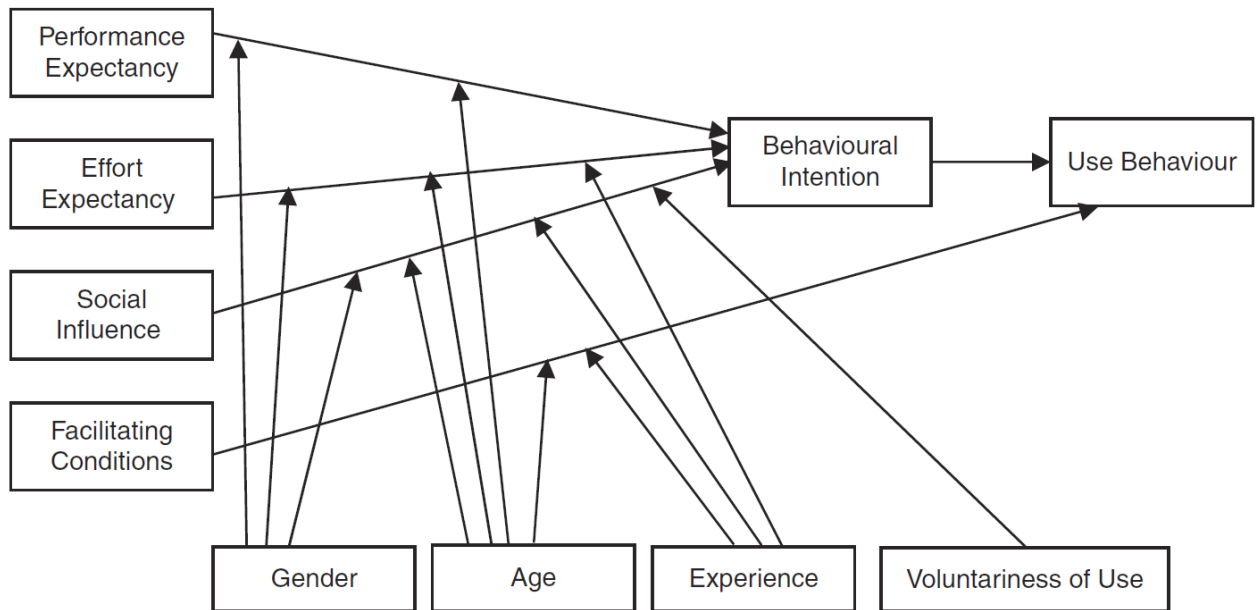 Performance
Expectancy
Effort
Expectancy
Social
Influence
Facilitating
Conditions
Behavioural
Intention
Use Behaviour
Gender
Age
Experience
Voluntariness of Use